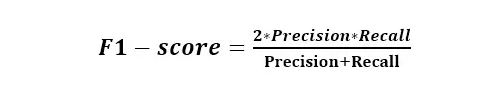 F1 − score = 2*Precision*Recall
Precision+Recall